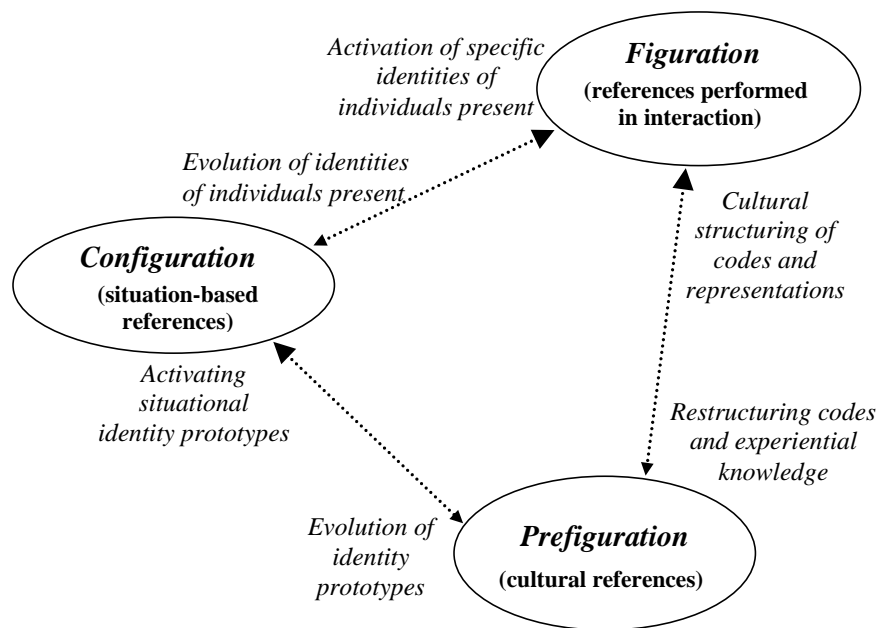 Activation of specific
identities of
individuals present
Figuration
(references performed
in interaction)
Evolution of identities
of individuals present
Cultural
structuring of
codes and
representations
Configuration
(situation-based
references)
Activating
situational
identity prototypes
Restructuring codes
and experiential
knowledge
Evolution of
identity
prototypes
Prefiguration
(cultural references)